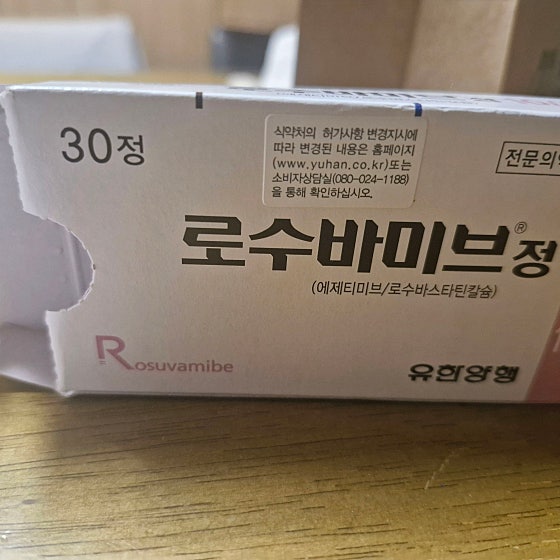 30정
식약처의 허가사항 변경지시에
따라 변경된 내용은 홈페이지
(www.yuhan.co.kr)또는
소비자상담실(080-024-1188)
을 통해 확인하십시오.
전문의약
로수바미브®정
(에제티미브/로수바스타틴칼슘)
Rosuvamibe
유한양행